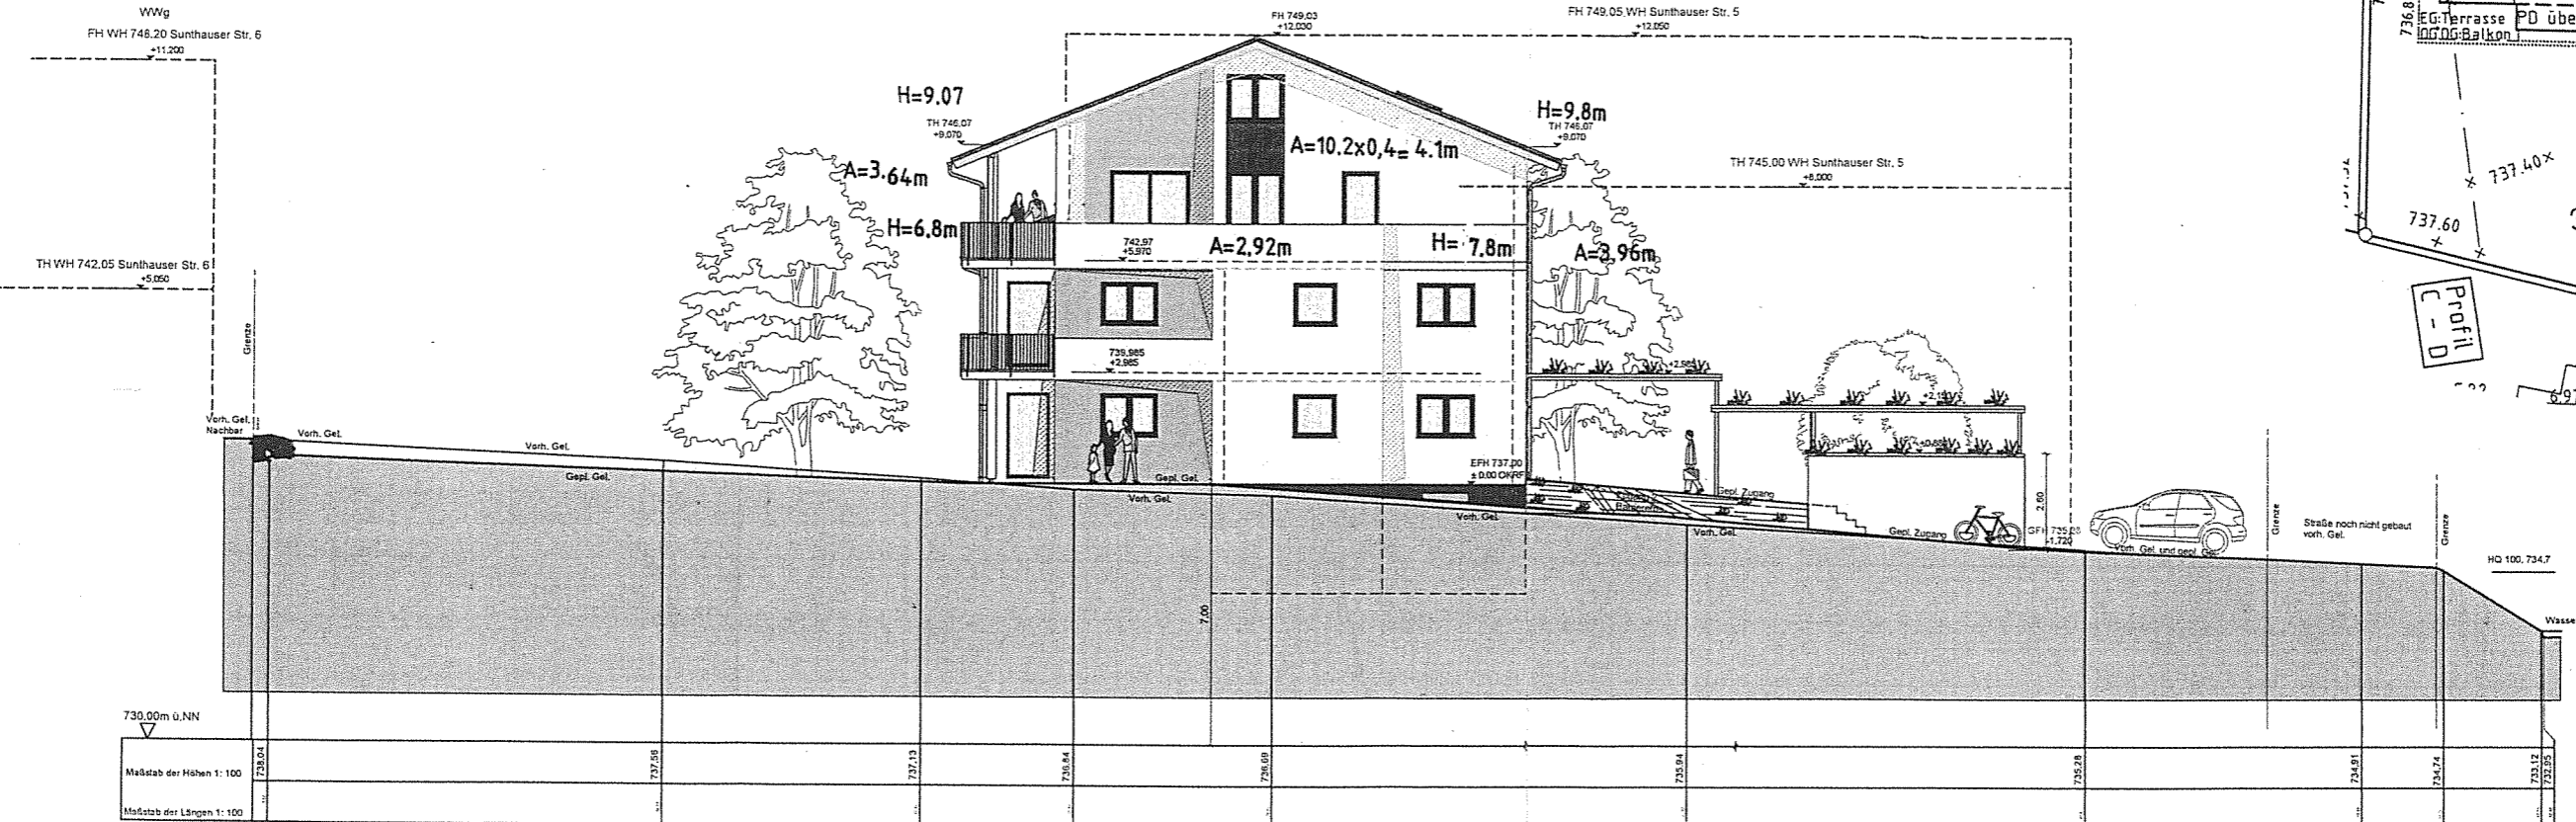 WWg
FH WH 748.20 Sunthauser Str. 6
+11.200
FH 749.03
+12.030
FH 749.05 WH Sunthauser Str. 5
+12.050
EG:Terrasse
PD übe
OG DG:Balkon
736.8
H=9.07
TH 746.07
+9.070
H=9.8m
TH 746.07
+9.070
A=10.2x0,4= 4.1m
A=3.64m
TH 745.00 WH Sunthauser Str. 5
+8.000
737.40
737.60
H=6.8m
742,97
+5,970
A=2,92m
H= 7.8m
A=3,96m
TH WH 742.05 Sunthauser Str. 6
+5.050
Grenze
Profil
C - D
739,985
+2,985
Vorh. Gel.
Nachbar
Vorh. Gel.
Vorh. Gel.
Gepl. Gel.
Gepl. Gel.
Vorh. Gel.
EFH 737.00
± 0.00 OKRF
Vorh. Gel.
Gepl. Zugang
Vorh. Gel.
Gepl. Zugang
2,60
-1,720
Vorh. Gel. und gepl. Gel.
Grenze
Straße noch nicht gebaut
vorh. Gel.
Grenze
HQ 100, 734,7
Wasse
7,00
730,00m ü.NN
Maßstab der Höhen 1: 100
738,04
737,56
737,13
736,84
736,69
735,94
735,28
734,91
734,74
733,12
732,95
Maßstab der Längen 1: 100